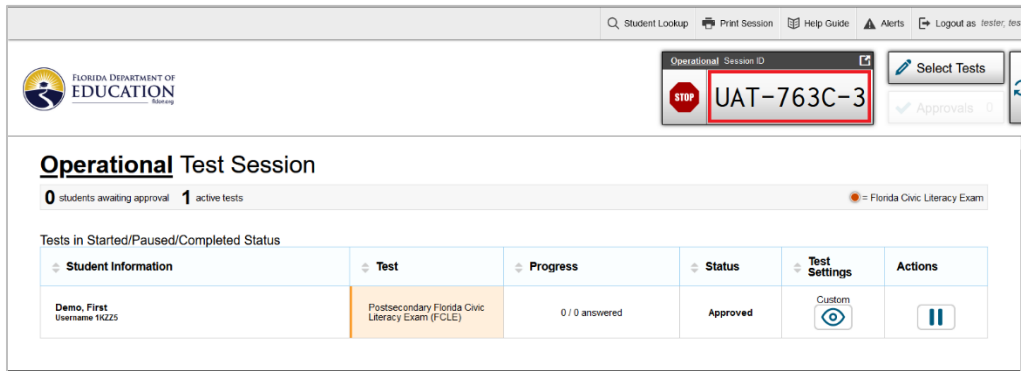 Student Lookup Print Session Help Guide Alerts Logout as tester, tes
Operational Session ID
STOP
UAT-763C-3
Select Tests
Approvals 0
FLORIDA DEPARTMENT OF
EDUCATION
fldoe.org
Operational Test Session
0 students awaiting approval 1 active tests
= Florida Civic Literacy Exam
Tests in Started/Paused/Completed Status
Student Information Test Progress Status Test Settings Actions
Demo, First
Username 1KZZ5
Postsecondary Florida Civic
Literacy Exam (FCLE)
0 / 0 answered
Approved
Custom